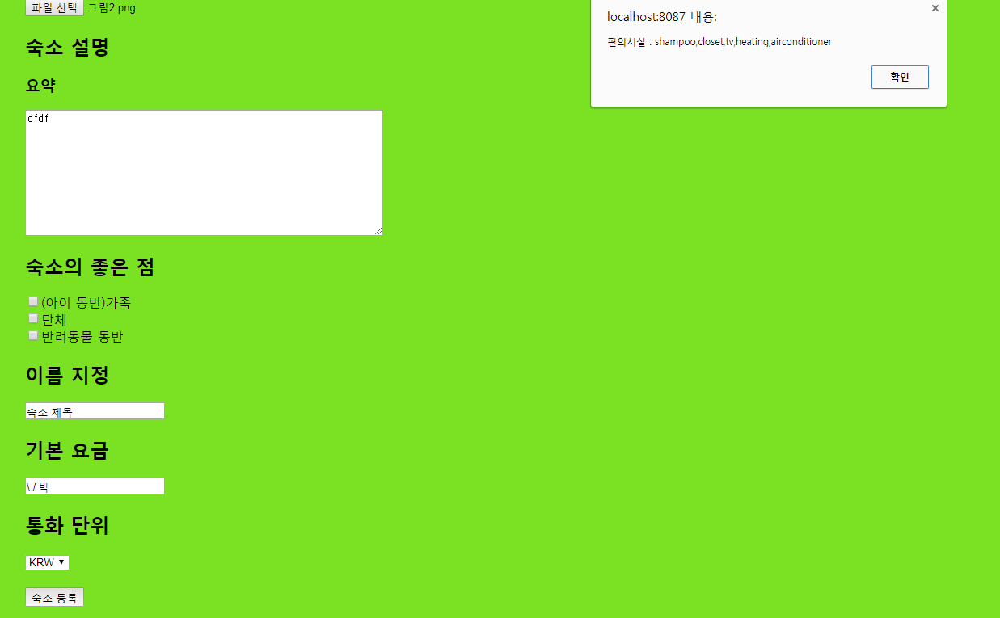 파일 선택 그림2.png
숙소 설명
요약
dfdf
숙소의 좋은 점
(아이 동반)가족
단체
반려동물 동반
이름 지정
숙소 제목
기본 요금
\ / 박
통화 단위
KRW
숙소 등록
localhost:8087 내용:
편의시설 : shampoo,closet,tv,heating,airconditioner
확인